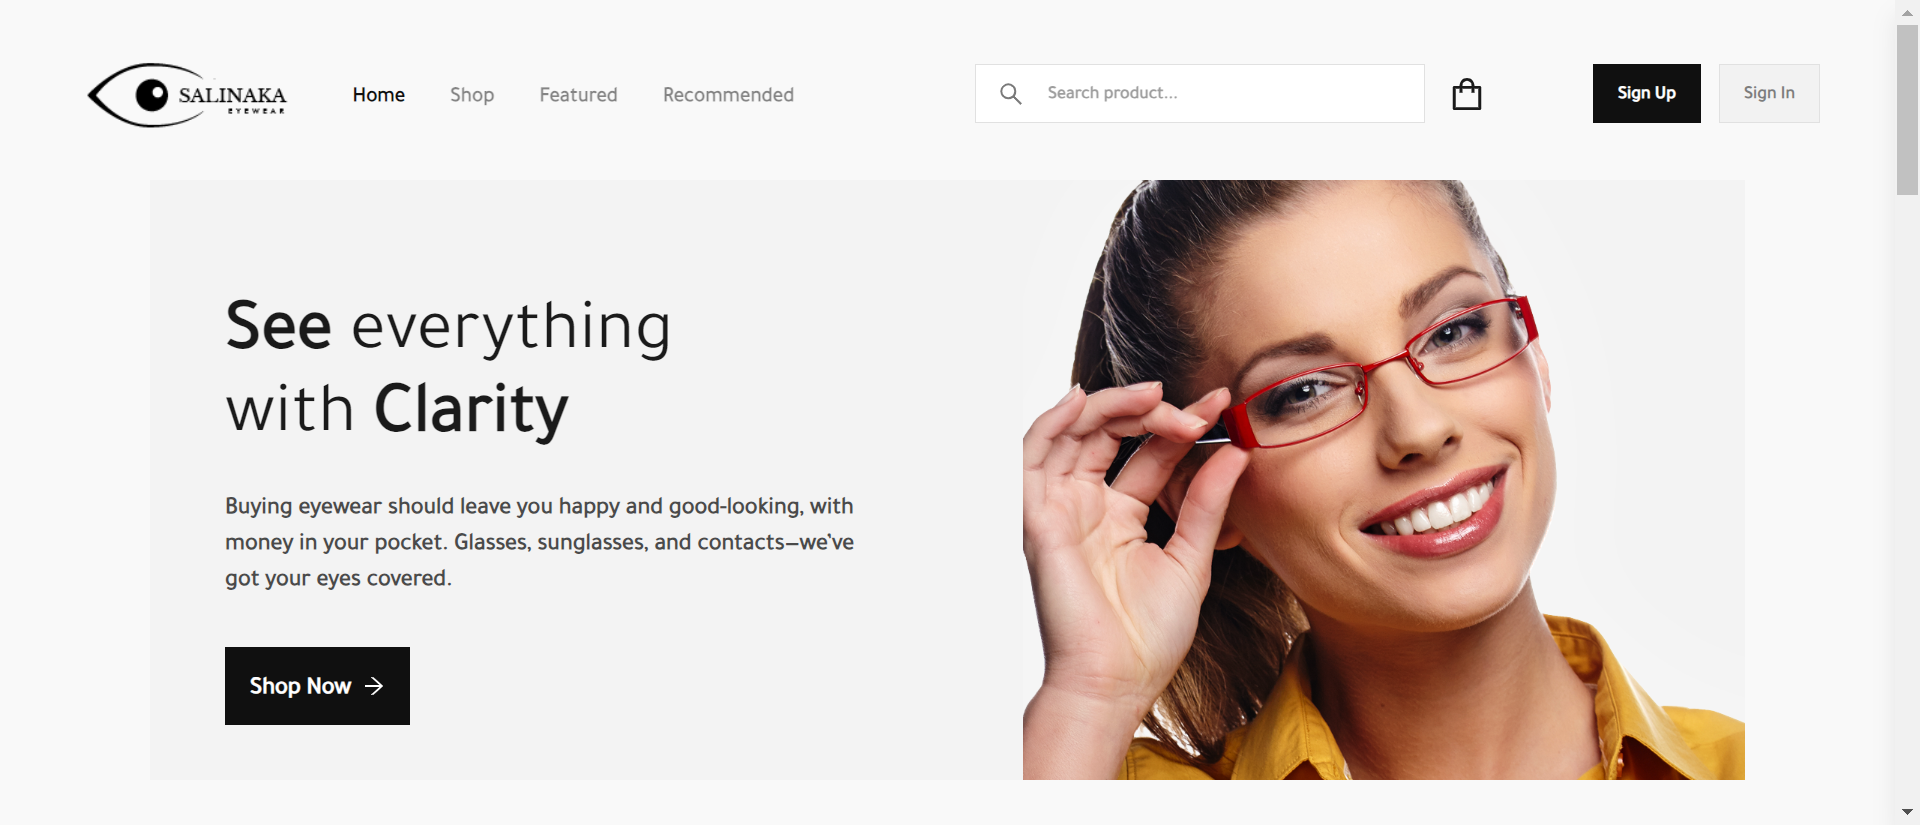 SALINAKA
EYEWEAR
Home
Shop
Featured
Recommended
Search product...
Sign Up
Sign In
See everything
with Clarity
Buying eyewear should leave you happy and good-looking, with
money in your pocket. Glasses, sunglasses, and contacts—we’ve
got your eyes covered.
Shop Now